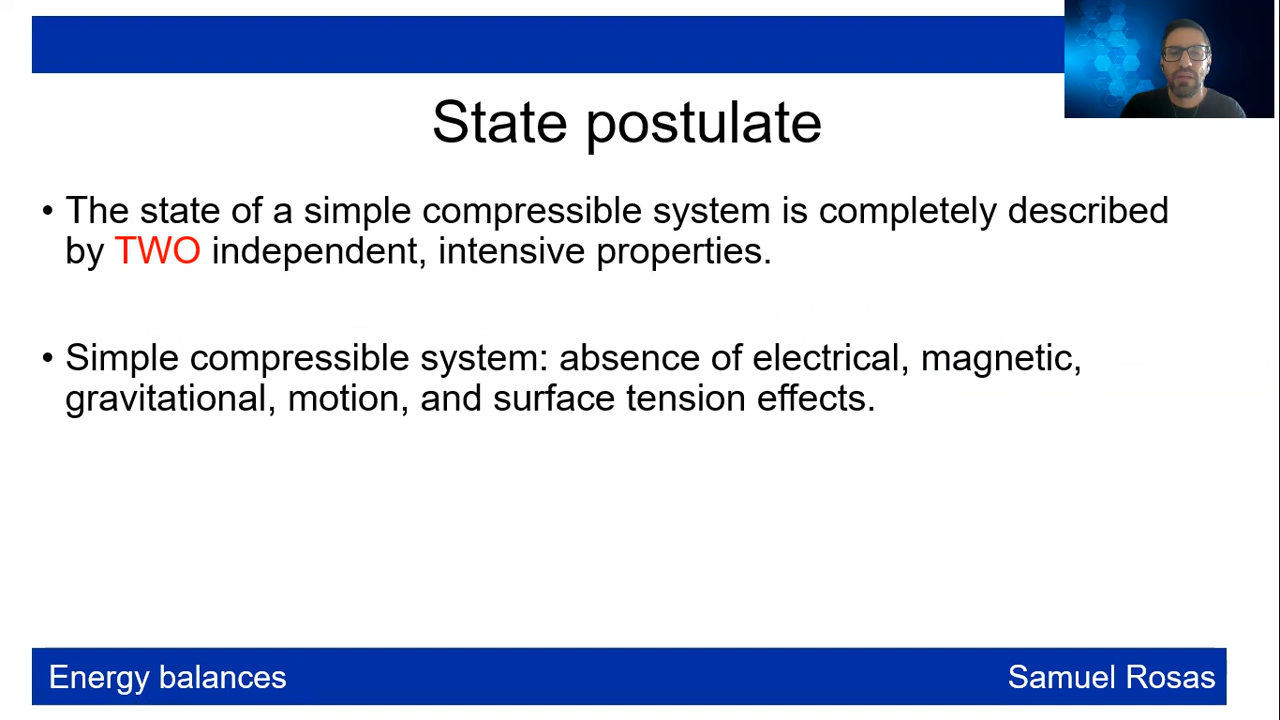 State postulate
• The state of a simple compressible system is completely described
by TWO independent, intensive properties.
• Simple compressible system: absence of electrical, magnetic,
gravitational, motion, and surface tension effects.
Energy balances
Samuel Rosas